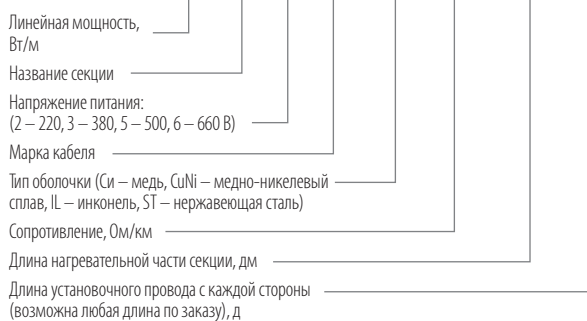 Линейная мощность,
Вт/м
Название секции
Напряжение питания:
(2 – 220, 3 – 380, 5 – 500, 6 – 660 В)
Марка кабеля
Тип оболочки (Си – медь, CuNi – медно-никелевый
сплав, IL – инконель, ST – нержавеющая сталь)
Сопротивление, Ом/км
Длина нагревательной части секции, дм
Длина установочного провода с каждой стороны
(возможна любая длина по заказу), д